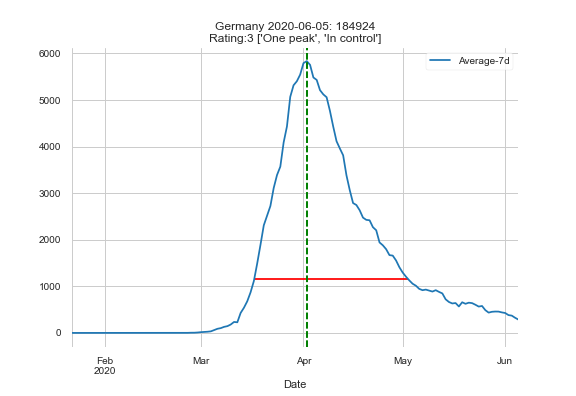 Germany 2020-06-05: 184924
Rating:3 ['One peak', 'In control']
Average-7d
6000
5000
4000
3000
2000
1000
0
Feb
2020
Mar
Apr
May
Jun
Date